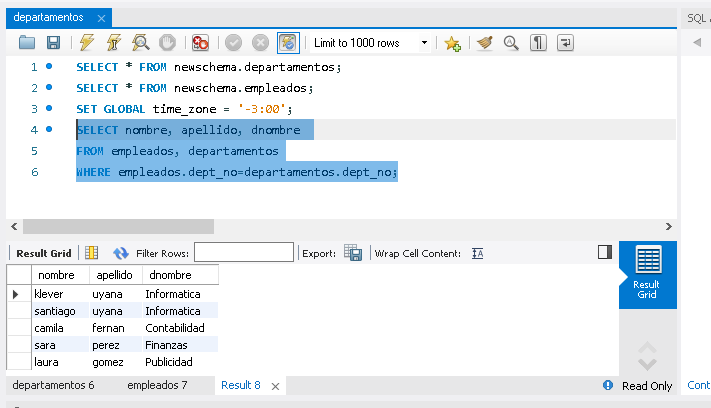 departamentos
SQL
Limit to 1000 rows
1 SELECT * FROM newschema.departamentos;
2 SELECT * FROM newschema.empleados;
3 SET GLOBAL time_zone = '-3:00';
4 SELECT nombre, apellido, dnombre
5 FROM empleados, departamentos
6 WHERE empleados.dept_no=departamentos.dept_no;
Result Grid Filter Rows: Export: Wrap Cell Content:
nombre apellido dnombre
klever uyana Informatica
santiago uyana Informatica
camila fernan Contabilidad
sara perez Finanzas
laura gomez Publicidad
Result Grid
departamentos 6 empleados 7 Result 8 Read Only Cont